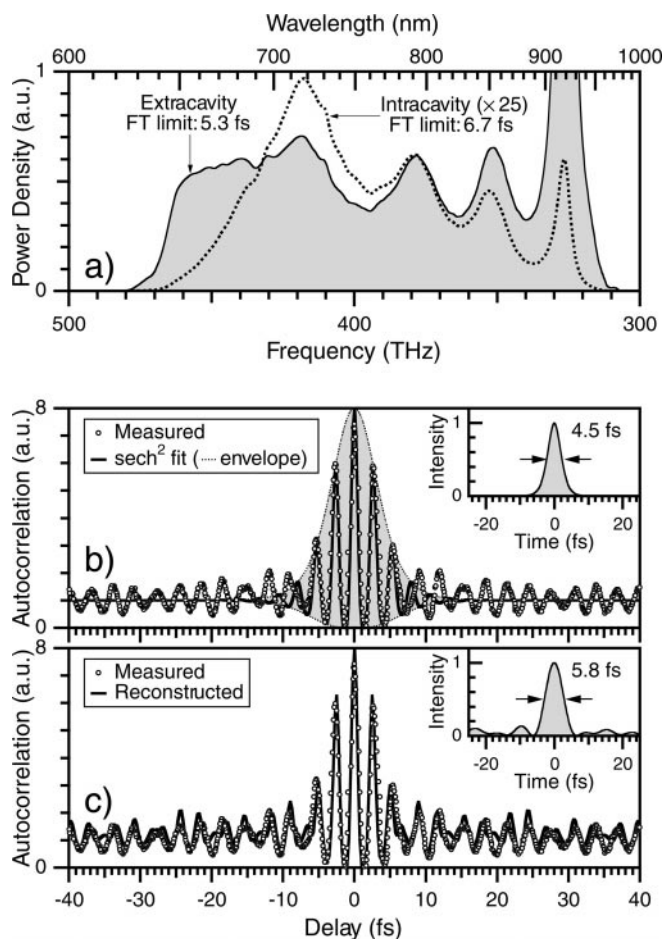 Wavelength (nm)
600 700 800 900 1000
1
Extracavity
FT limit: 5.3 fs
Intracavity (× 25)
FT limit: 6.7 fs
Power Density (a.u.)
a)
0
500 400 300
Frequency (THz)
8
Measured
sech² fit ( envelope)
Autocorrelation (a.u.)
b)
0
1
4.5 fs
Intensity
0
-20 0 20
Time (fs)
8
Measured
Reconstructed
Autocorrelation (a.u.)
c)
0
1
5.8 fs
Intensity
0
-20 0 20
Time (fs)
-40 -30 -20 -10 0 10 20 30 40
Delay (fs)